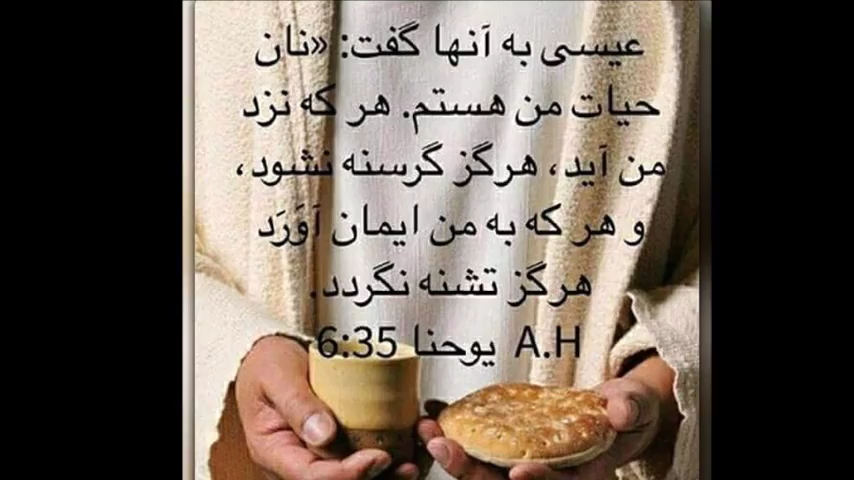 عیسی به آنها گفت: «نان
حیات من هستم. هر که نزد
من آید، هرگز گرسنه نشود،
و هر که به من ایمان آوَرَد
هرگز تشنه نگردد.
A.H یوحنا 6:35